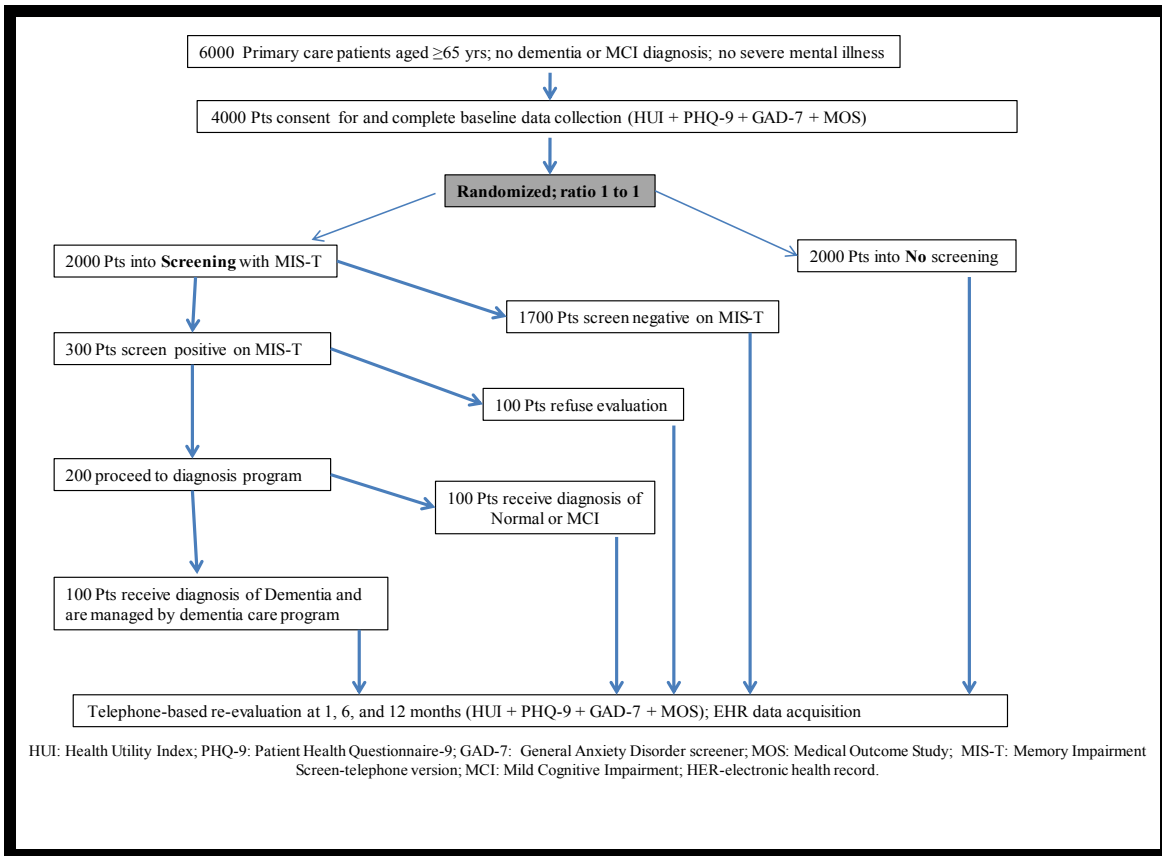 6000  Primary care patients aged ≥65 yrs; no dementia or MCI diagnosis; no severe mental illness
4000 Pts consent for and complete baseline data collection (HUI + PHQ-9 + GAD-7 + MOS)
Randomized; ratio 1 to 1
2000 Pts into Screening with MIS-T
2000 Pts into No screening
1700 Pts screen negative on MIS-T
300 Pts screen positive on MIS-T
100 Pts refuse evaluation
200 proceed to diagnosis program
100 Pts receive diagnosis of
Normal or MCI
100 Pts receive diagnosis of Dementia and
are managed by dementia care program
Telephone-based re-evaluation at 1, 6, and 12 months (HUI + PHQ-9 + GAD-7 + MOS); EHR data acquisition
HUI: Health Utility Index; PHQ-9: Patient Health Questionnaire-9; GAD-7:  General Anxiety Disorder screener; MOS: Medical Outcome Study;  MIS-T: Memory Impairment
Screen-telephone version; MCI: Mild Cognitive Impairment; HER-electronic health record.